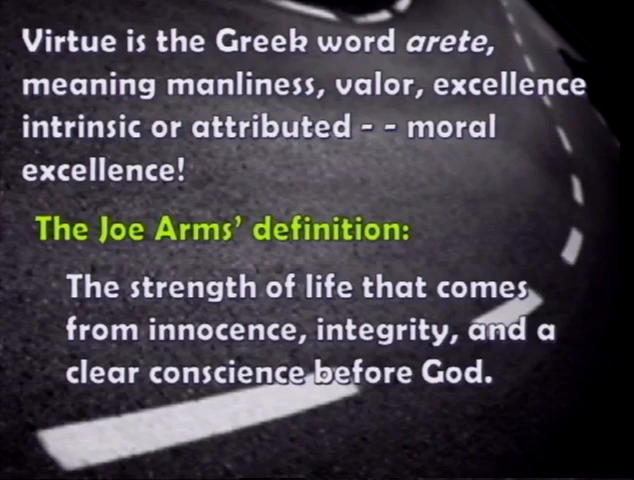 Virtue is the Greek word arete,
meaning manliness, valor, excellence
intrinsic or attributed - - moral
excellence!
The Joe Arms' definition:
The strength of life that comes
from innocence, integrity, and a
clear conscience before God.